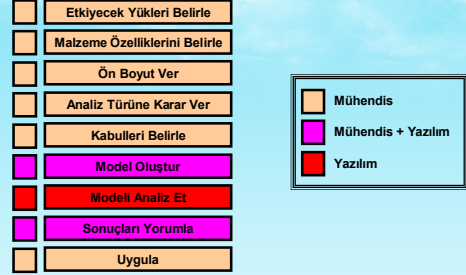 Etkiyecek Yükleri Belirle
Malzeme Özelliklerini Belirle
Ön Boyut Ver
Analiz Türüne Karar Ver
Kabulleri Belirle
Model Oluştur
Modeli Analiz Et
Sonuçları Yorumla
Uygula
Mühendis
Mühendis + Yazılım
Yazılım